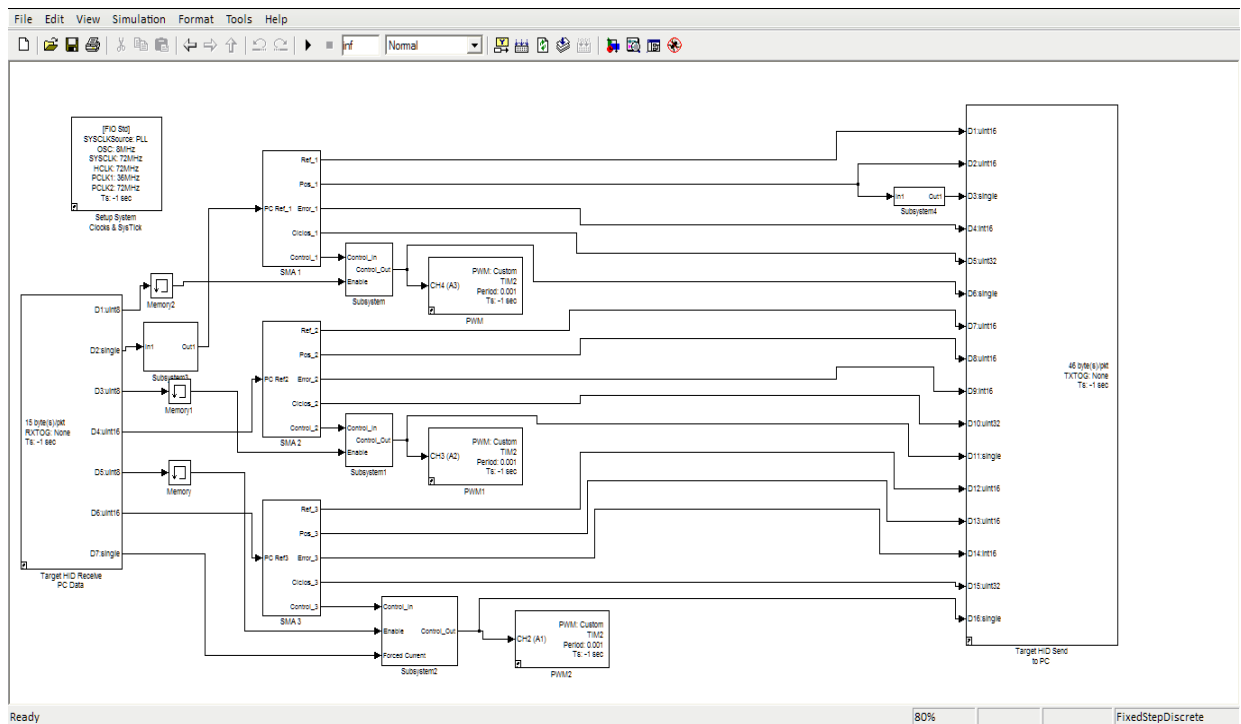 File Edit View Simulation Format Tools Help
inf
Normal
[FIO Std]
SYSCLKSource: PLL
OSC: 8MHz
SYSCLK: 72MHz
HCLK: 72MHz
PCLK1: 36MHz
PCLK2: 72MHz
Ts: -1 sec
Setup System
Clocks & SysTick
15 byte(s)/pkt
RXTOG: None
Ts: -1 sec
D1:uint8
D2:single
D3:uint8
D4:uint16
D5:uint8
D6:uint16
D7:single
Target HID Receive
PC Data
Memory2
In1 Out1
Subsystem3
Memory1
Memory
PC Ref_1
Ref_1
Pos_1
Error_1
Ciclos_1
Control_1
SMA 1
Control_In
Control_Out
Enable
Subsystem
CH4 (A3)
PWM: Custom
TIM2
Period: 0.001
Ts: -1 sec
PWM
PC Ref2
Ref_2
Pos_2
Error_2
Ciclos_2
Control_2
SMA 2
Control_In
Control_Out
Enable
Subsystem1
CH3 (A2)
PWM: Custom
TIM2
Period: 0.001
Ts: -1 sec
PWM1
PC Ref3
Ref_3
Pos_3
Error_3
Ciclos_3
Control_3
SMA 3
Control_In
Enable
Control_Out
Forced Current
Subsystem2
CH2 (A1)
PWM: Custom
TIM2
Period: 0.001
Ts: -1 sec
PWM2
In1 Out1
Subsystem4
D1:uint16
D2:uint16
D3:single
D4:int16
D5:uint32
D6:single
D7:uint16
D8:uint16
D9:int16
D10:uint32
D11:single
D12:uint16
D13:uint16
D14:int16
D15:uint32
D16:single
46 byte(s)/pkt
TXTOG: None
Ts: -1 sec
Target HID Send
to PC
Ready
80%
FixedStepDiscrete